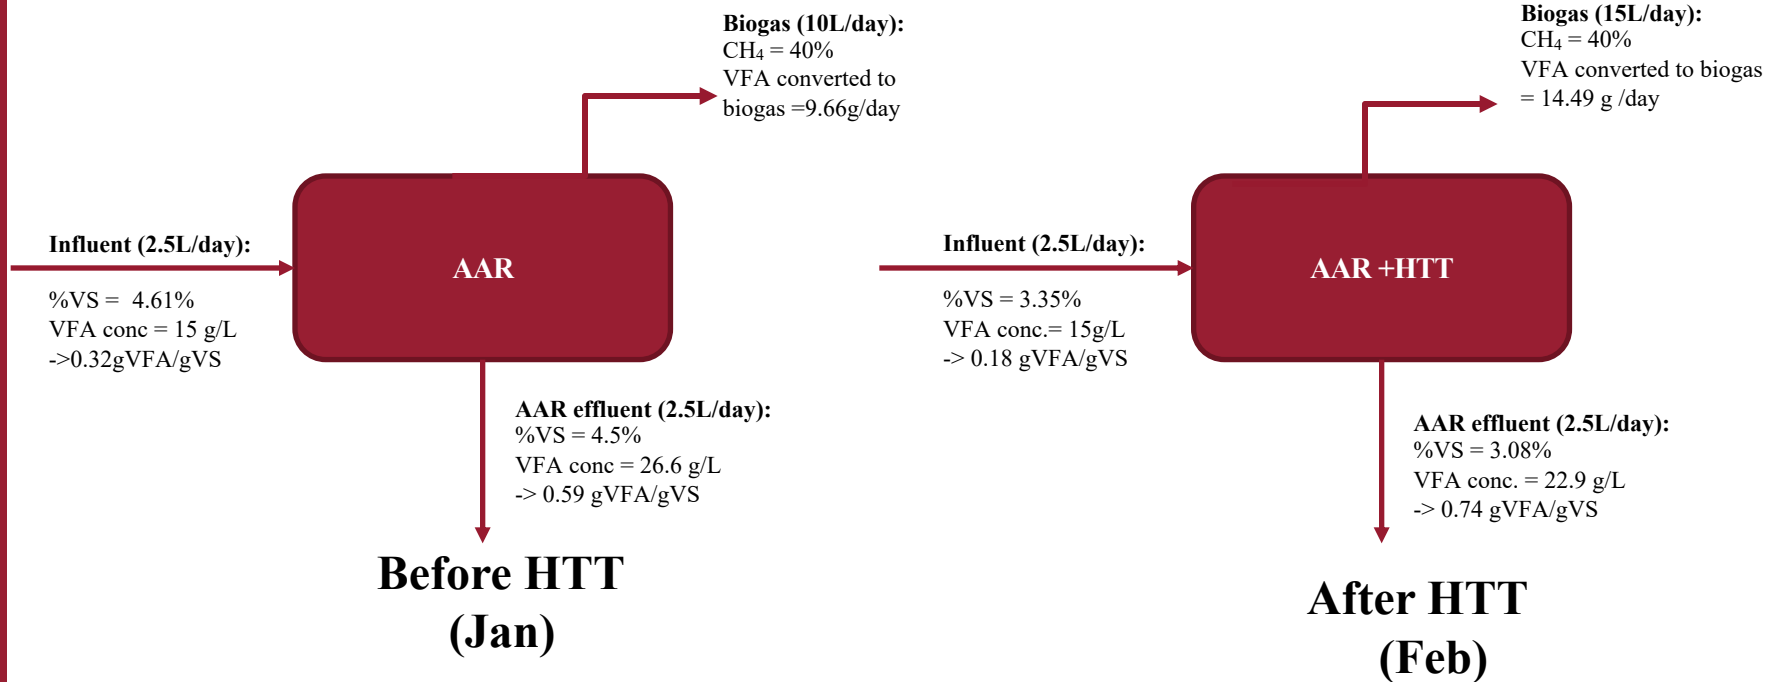 Biogas (10L/day):
CH₄ = 40%
VFA converted to
biogas =9.66g/day
Influent (2.5L/day):
%VS =  4.61%
VFA conc = 15 g/L
->0.32gVFA/gVS
AAR
AAR effluent (2.5L/day):
%VS = 4.5%
VFA conc = 26.6 g/L
-> 0.59 gVFA/gVS
Before HTT
(Jan)
Biogas (15L/day):
CH₄ = 40%
VFA converted to biogas
= 14.49 g /day
Influent (2.5L/day):
%VS = 3.35%
VFA conc.= 15g/L
-> 0.18 gVFA/gVS
AAR +HTT
AAR effluent (2.5L/day):
%VS = 3.08%
VFA conc. = 22.9 g/L
-> 0.74 gVFA/gVS
After HTT
(Feb)